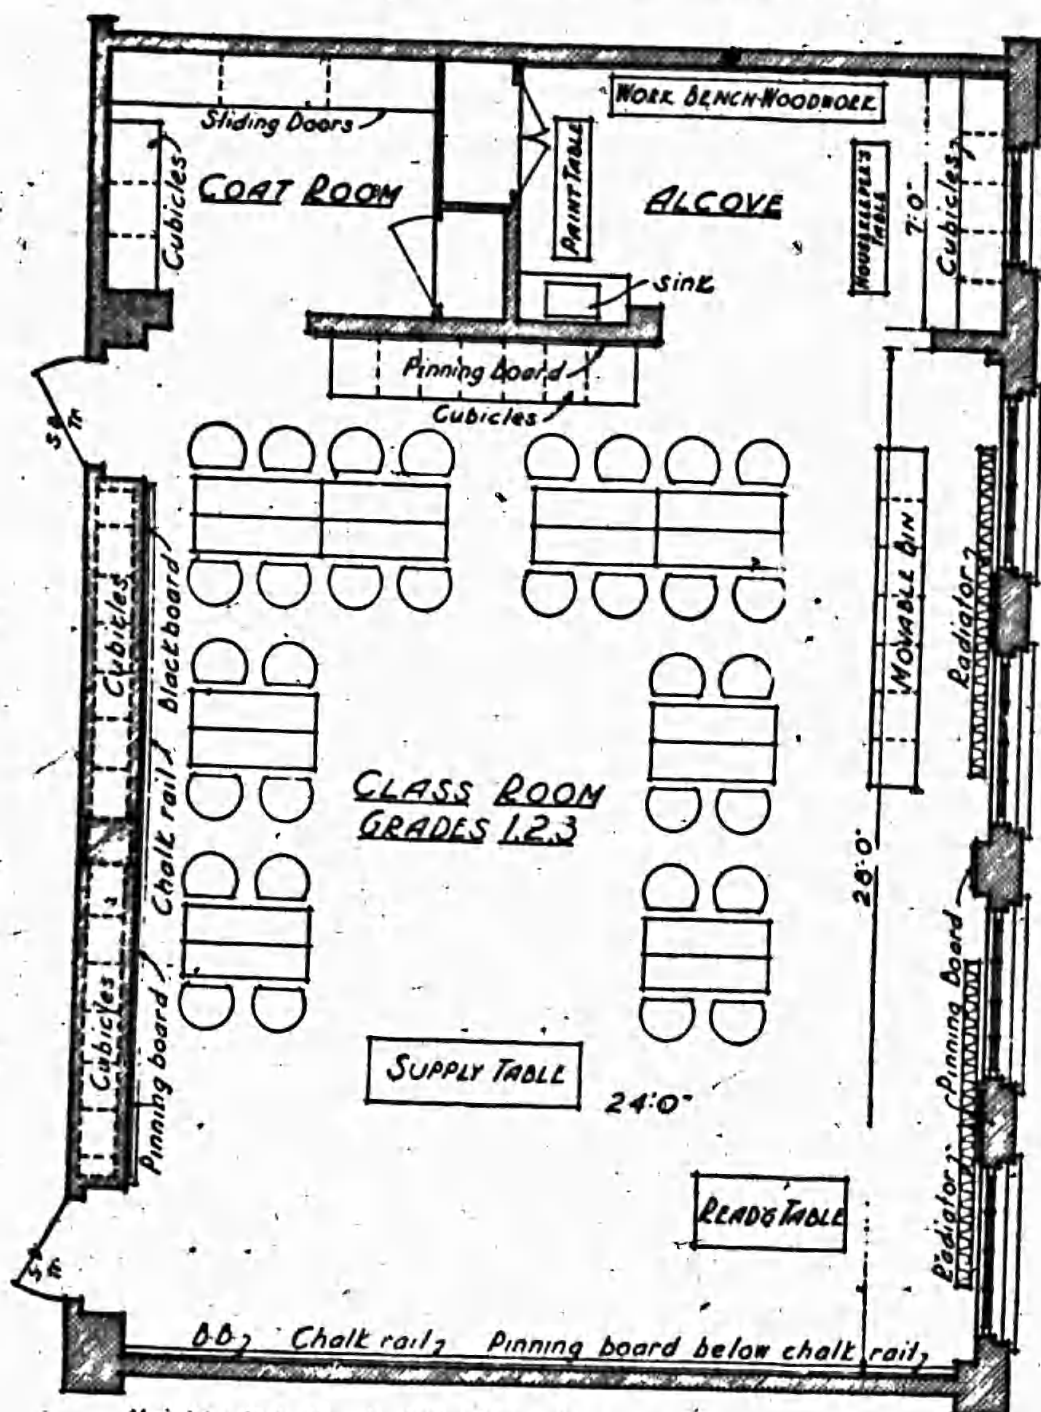 WORK BENCH-WOODWORK
Sliding Doors
Cubicles
COAT ROOM
PAINT TABLE
ALCOVE
HOUSEKEEPER'S
TABLE
7'-0"
Cubicles
sink
Pinning board
Cubicles
Cubicles
Blackboard
Chalk rail
MOVABLE BIN
Radiator
CLASS ROOM
GRADES 1.2.3
28'-0"
Cubicles
Pinning board
Pinning Board
Radiator
SUPPLY TABLE
24'-0"
READ'G TABLE
B.B. Chalk rail Pinning board below chalk rail